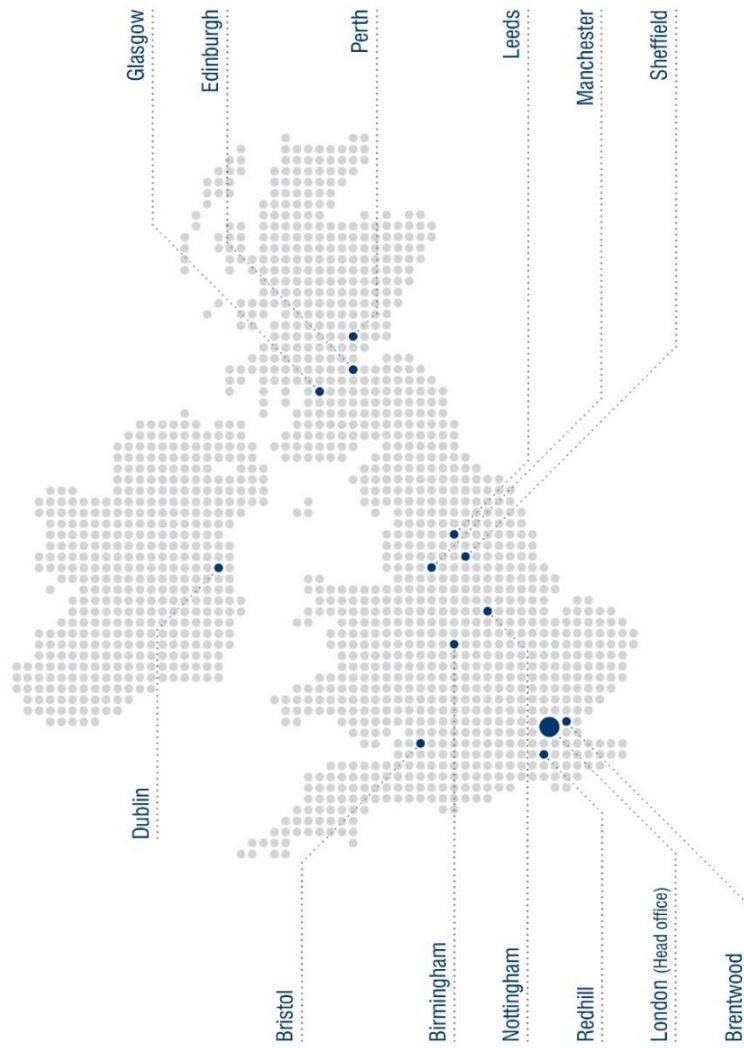 Glasgow
Edinburgh
Perth
Leeds
Manchester
Sheffield
Dublin
Bristol
Birmingham
Nottingham
Redhill
London (Head office)
Brentwood